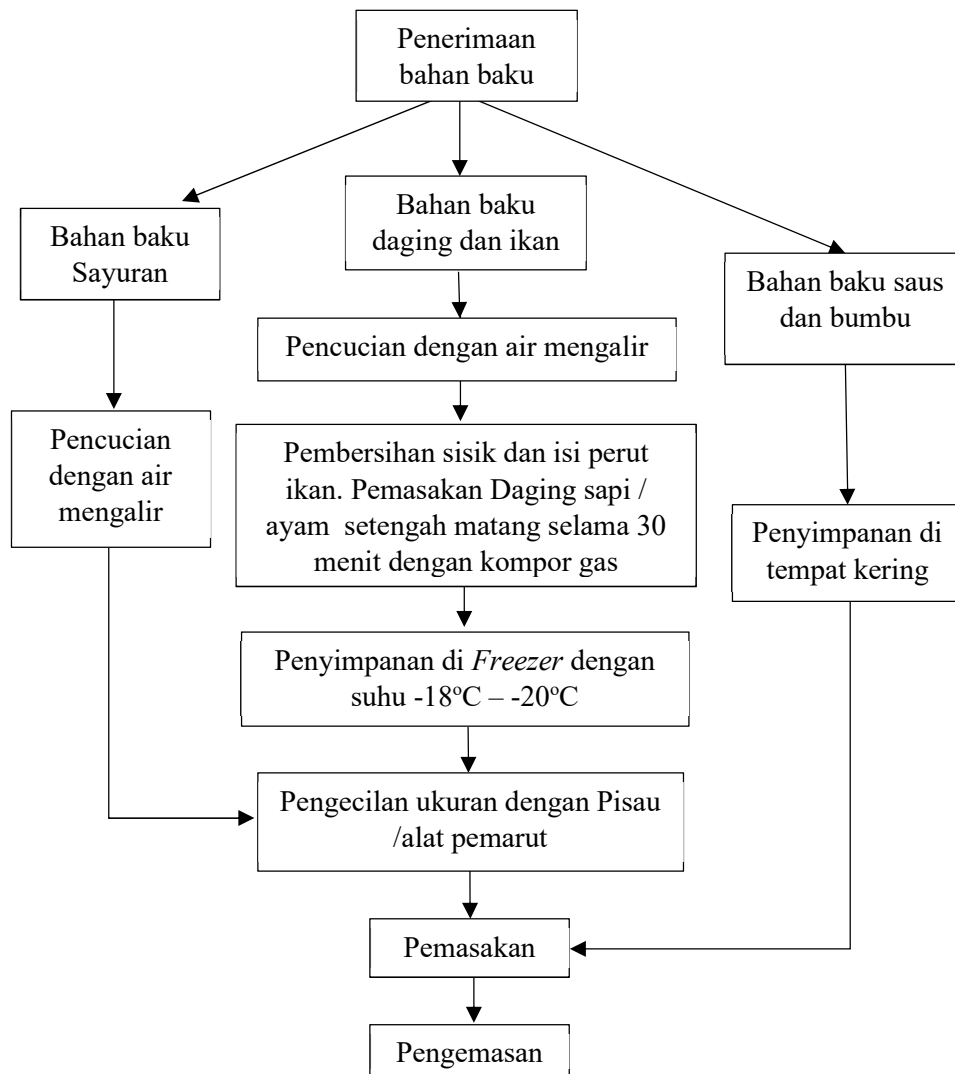 Penerimaan
bahan baku
Bahan baku
Sayuran
Bahan baku
daging dan ikan
Bahan baku saus
dan bumbu
Pencucian dengan air mengalir
Pencucian
dengan air
mengalir
Pembersihan sisik dan isi perut
ikan. Pemasakan Daging sapi /
ayam  setengah matang selama 30
menit dengan kompor gas
Penyimpanan di
tempat kering
Penyimpanan di Freezer dengan
suhu -18ºC – -20ºC
Pengecilan ukuran dengan Pisau
/alat pemarut
Pemasakan
Pengemasan